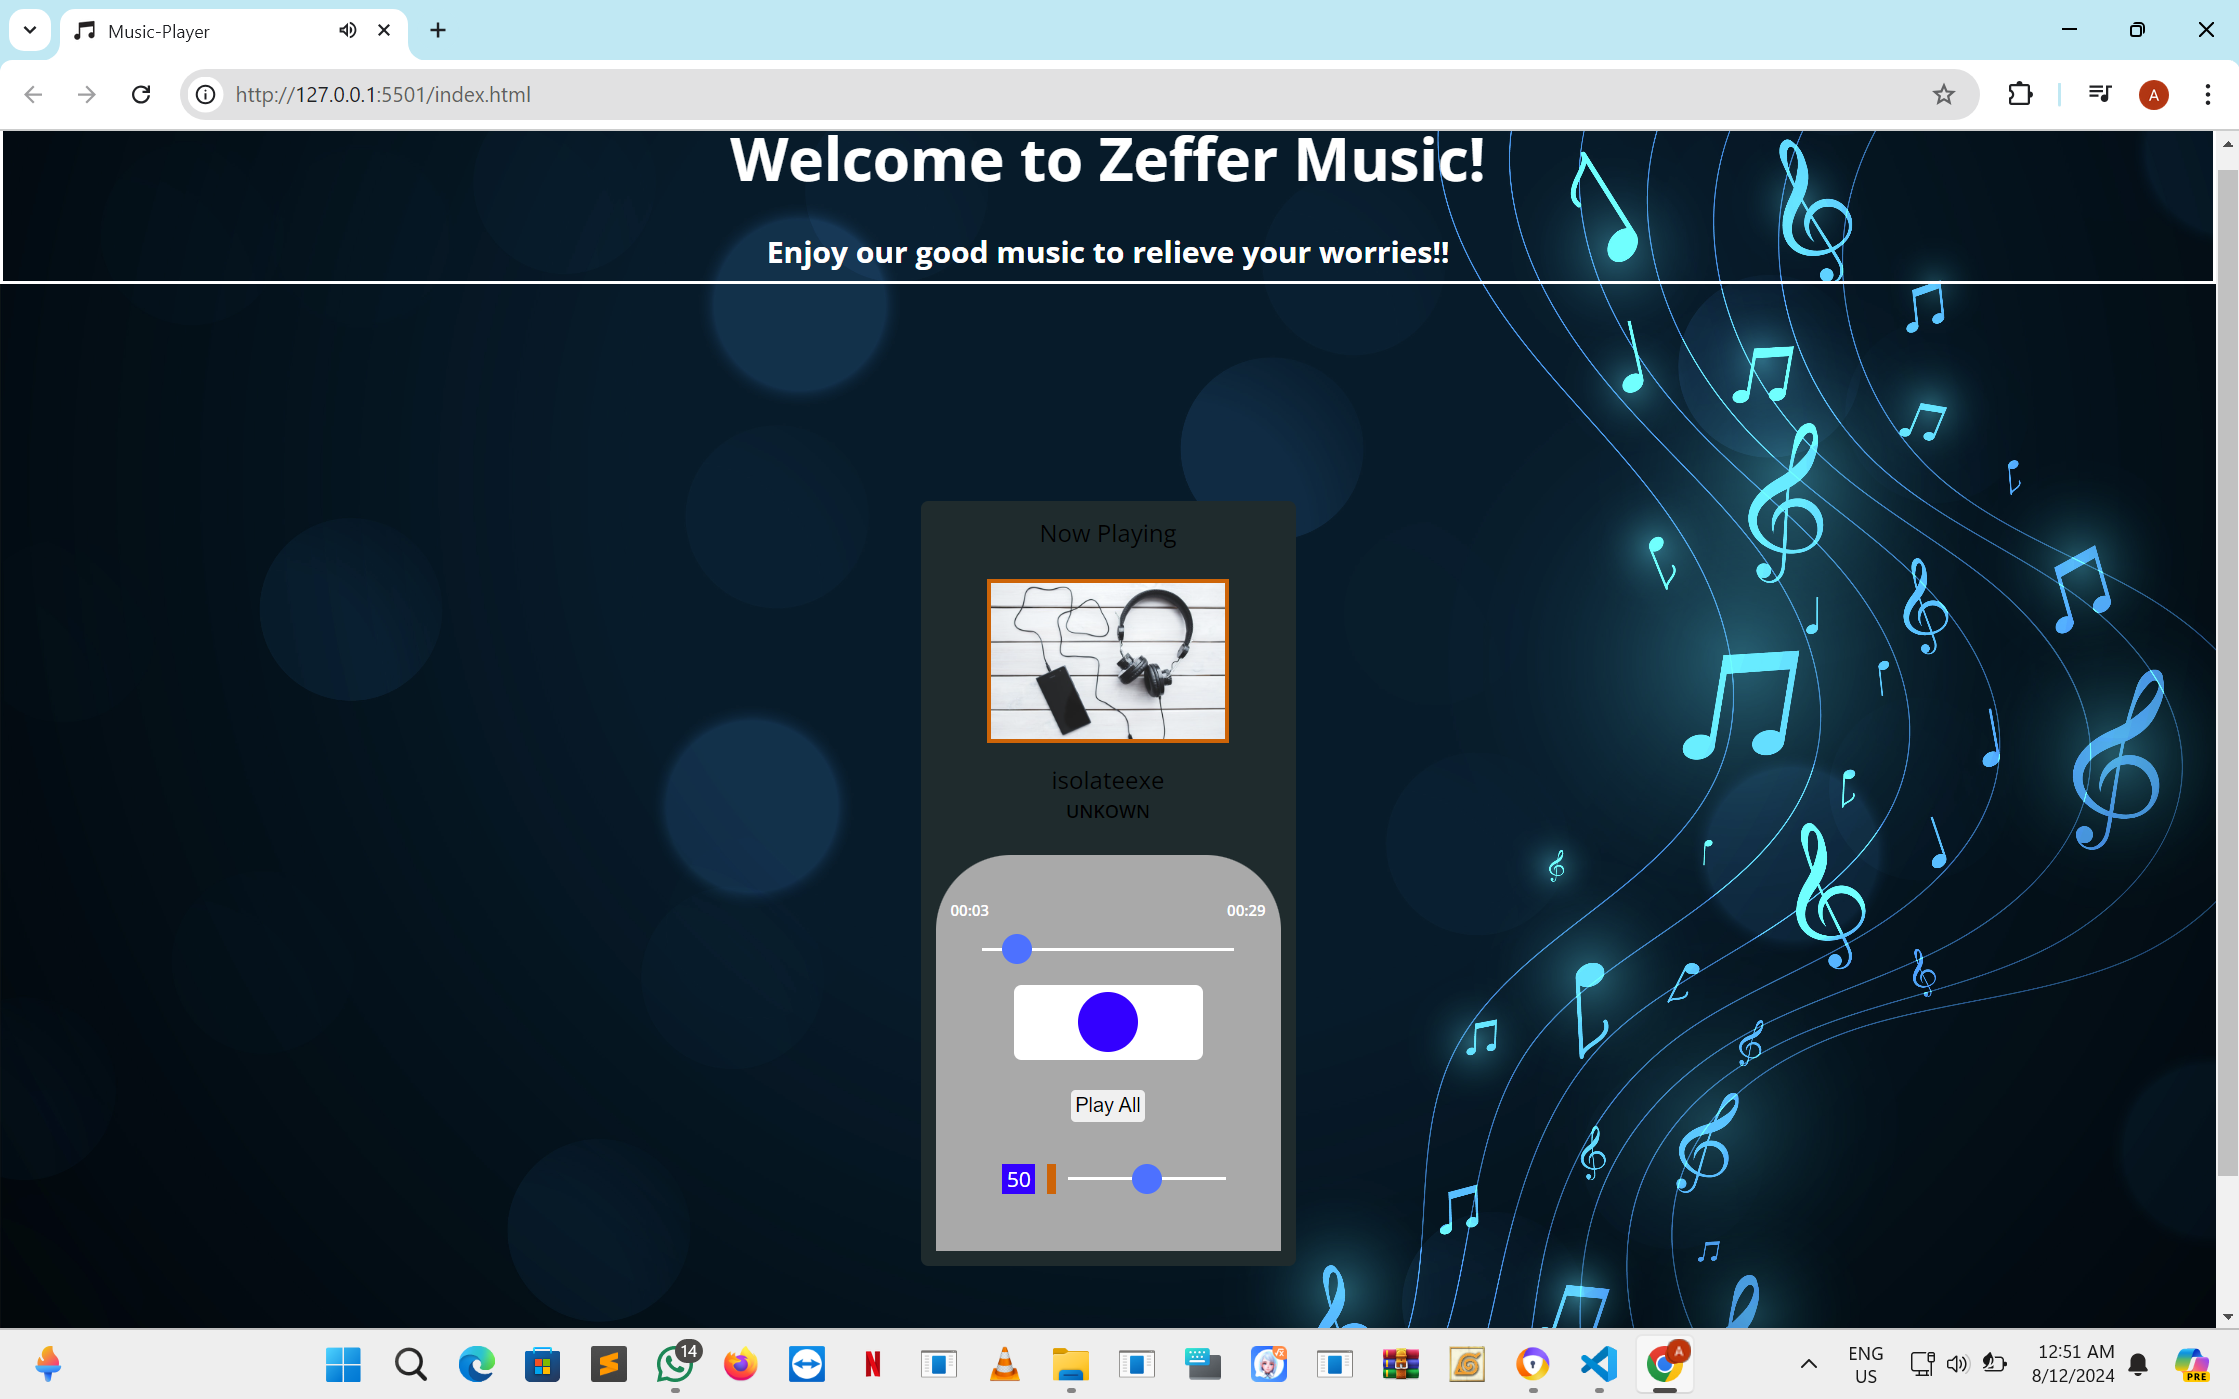 Music-Player
http://127.0.0.1:5501/index.html
A
Welcome to Zeffer Music!
Enjoy our good music to relieve your worries!!
Now Playing
isolateexe
UNKOWN
00:03 00:29
Play All
50
14
N
A
ENG
US
12:51 AM
8/12/2024
PRE